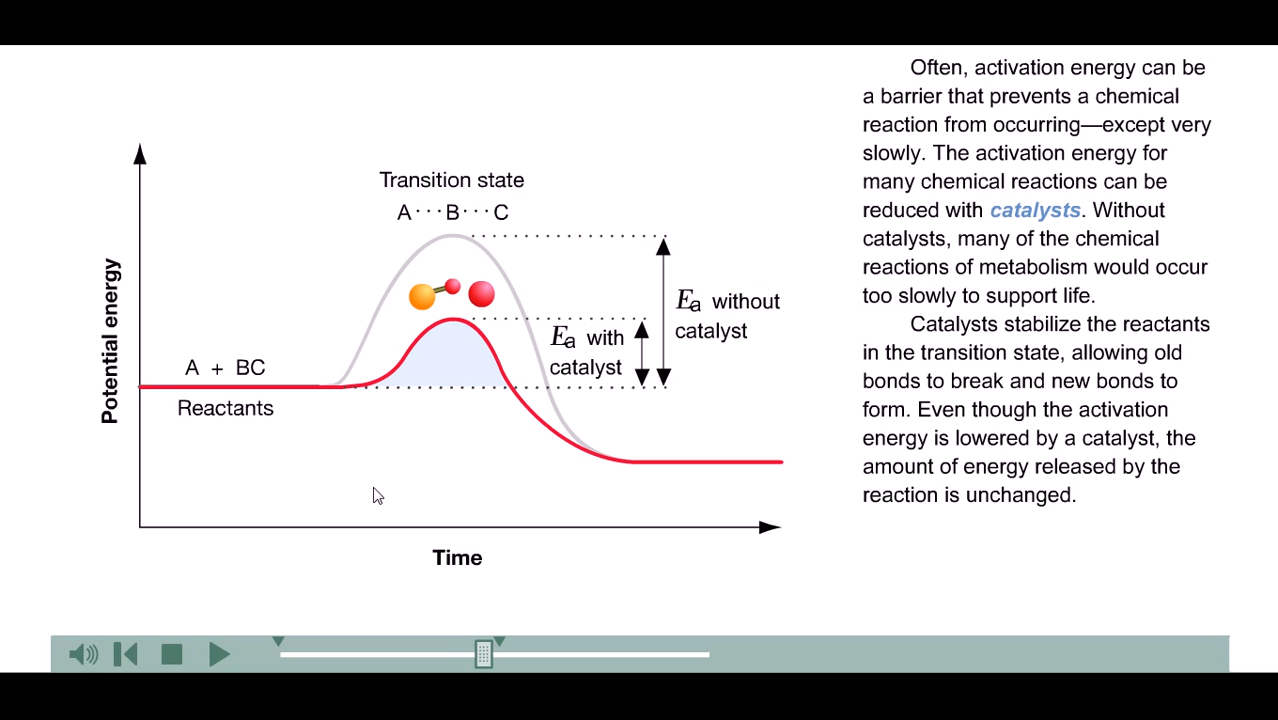 Often, activation energy can be
a barrier that prevents a chemical
reaction from occurring—except very
slowly. The activation energy for
many chemical reactions can be
reduced with catalysts. Without
catalysts, many of the chemical
reactions of metabolism would occur
too slowly to support life.
Catalysts stabilize the reactants
in the transition state, allowing old
bonds to break and new bonds to
form. Even though the activation
energy is lowered by a catalyst, the
amount of energy released by the
reaction is unchanged.
Transition state
A···B···C
Potential energy
Ea without
catalyst
Ea with
catalyst
A + BC
Reactants
Time